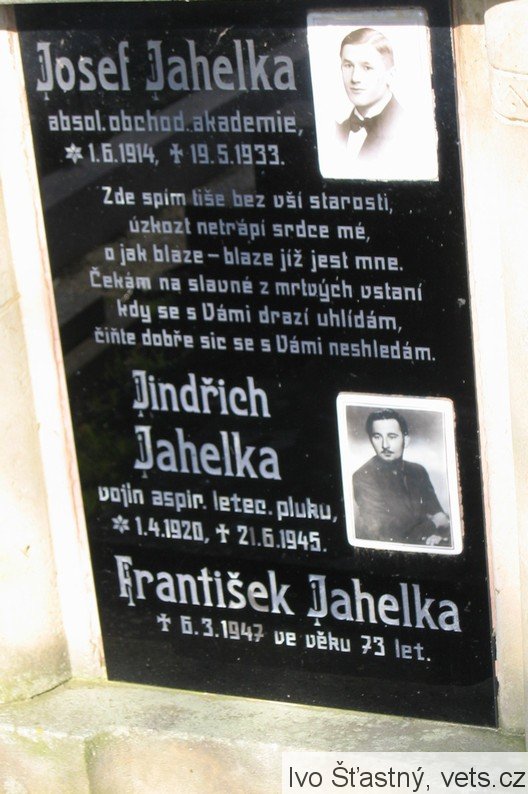 Josef Jahelka
absol. obchod. akademie,
* 1.6.1914, ✝ 19.5.1933.
Zde spím tiše bez vší starosti,
úzkozt netrápí srdce mé,
o jak blaze – blaze jíž jest mne.
Čekám na slavné z mrtvých vstaní
kdy se s Vámi drazí uhlídám,
čiňte dobře sic se s Vámi neshledám.
Jindřich
Jahelka
vojín aspir. letec. pluku,
* 1.4.1920, ✝ 21.6.1945.
František Jahelka
✝ 6.3.1947 ve věku 73 let.
Ivo Šťastný, vets.cz